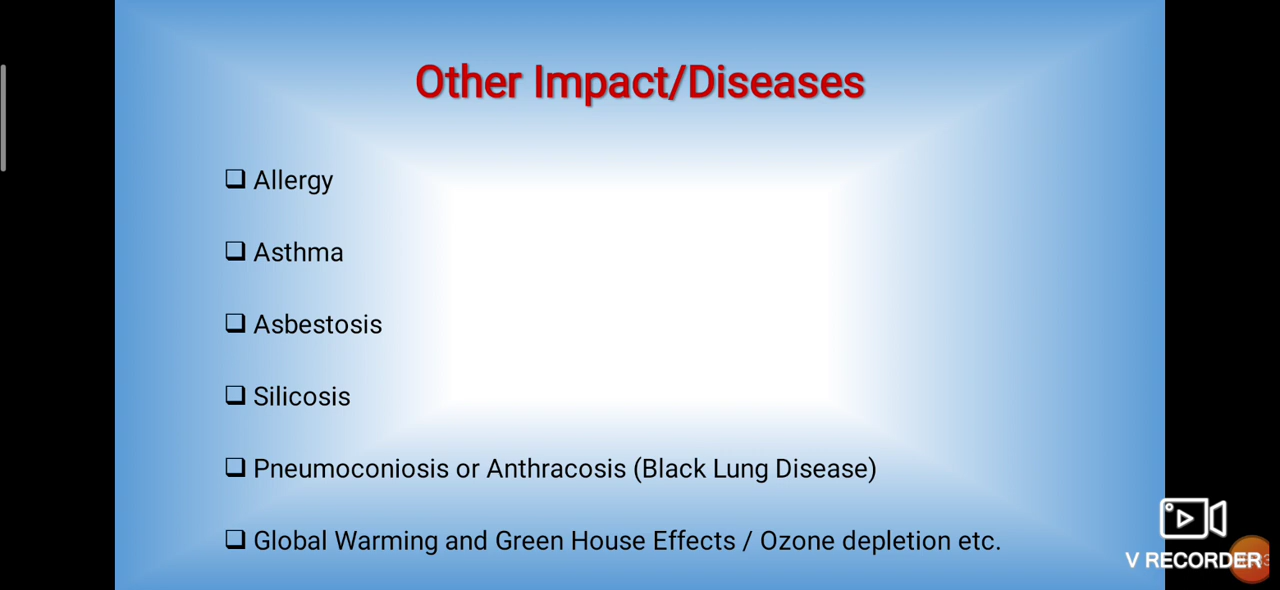 Other Impact/Diseases
❑ Allergy
❑ Asthma
❑ Asbestosis
❑ Silicosis
❑ Pneumoconiosis or Anthracosis (Black Lung Disease)
❑ Global Warming and Green House Effects / Ozone depletion etc.
V RECORDER